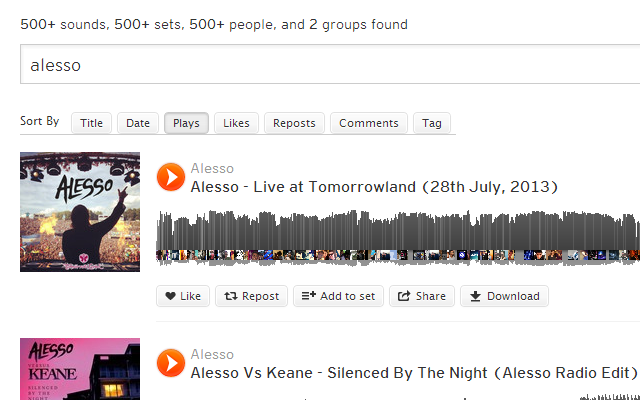 500+ sounds, 500+ sets, 500+ people, and 2 groups found
alesso
Sort By Title Date Plays Likes Reposts Comments Tag
ALESSO
Alesso
Alesso - Live at Tomorrowland (28th July, 2013)
Like Repost Add to set Share Download
ALESSO
VERSUS
KEANE
SILENCED
BY THE
NIGHT
Alesso
Alesso Vs Keane - Silenced By The Night (Alesso Radio Edit)